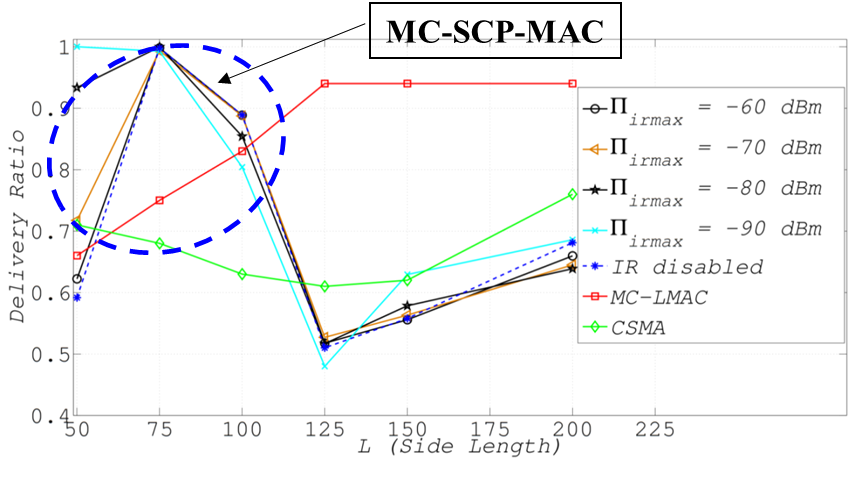 MC-SCP-MAC
1
0.9
0.8
0.7
0.6
0.5
0.4
Delivery Ratio
50 75 100 125 150 175 200 225
L (Side Length)
Π irmax = -60 dBm
Π irmax = -70 dBm
Π irmax = -80 dBm
Π irmax = -90 dBm
IR disabled
MC-LMAC
CSMA